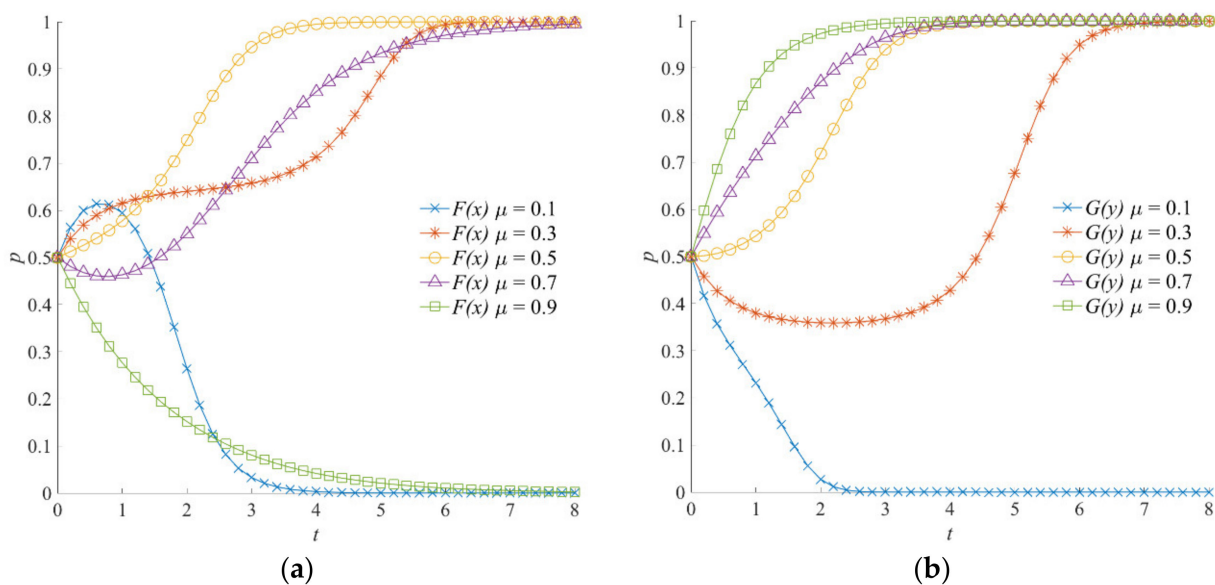 1
0.9
0.8
0.7
0.6
p 0.5
0.4
0.3
0.2
0.1
0
0 1 2 3 4 5 6 7 8
t
F(x) μ = 0.1
F(x) μ = 0.3
F(x) μ = 0.5
F(x) μ = 0.7
F(x) μ = 0.9
(a)
1
0.9
0.8
0.7
0.6
p 0.5
0.4
0.3
0.2
0.1
0
0 1 2 3 4 5 6 7 8
t
G(y) μ = 0.1
G(y) μ = 0.3
G(y) μ = 0.5
G(y) μ = 0.7
G(y) μ = 0.9
(b)